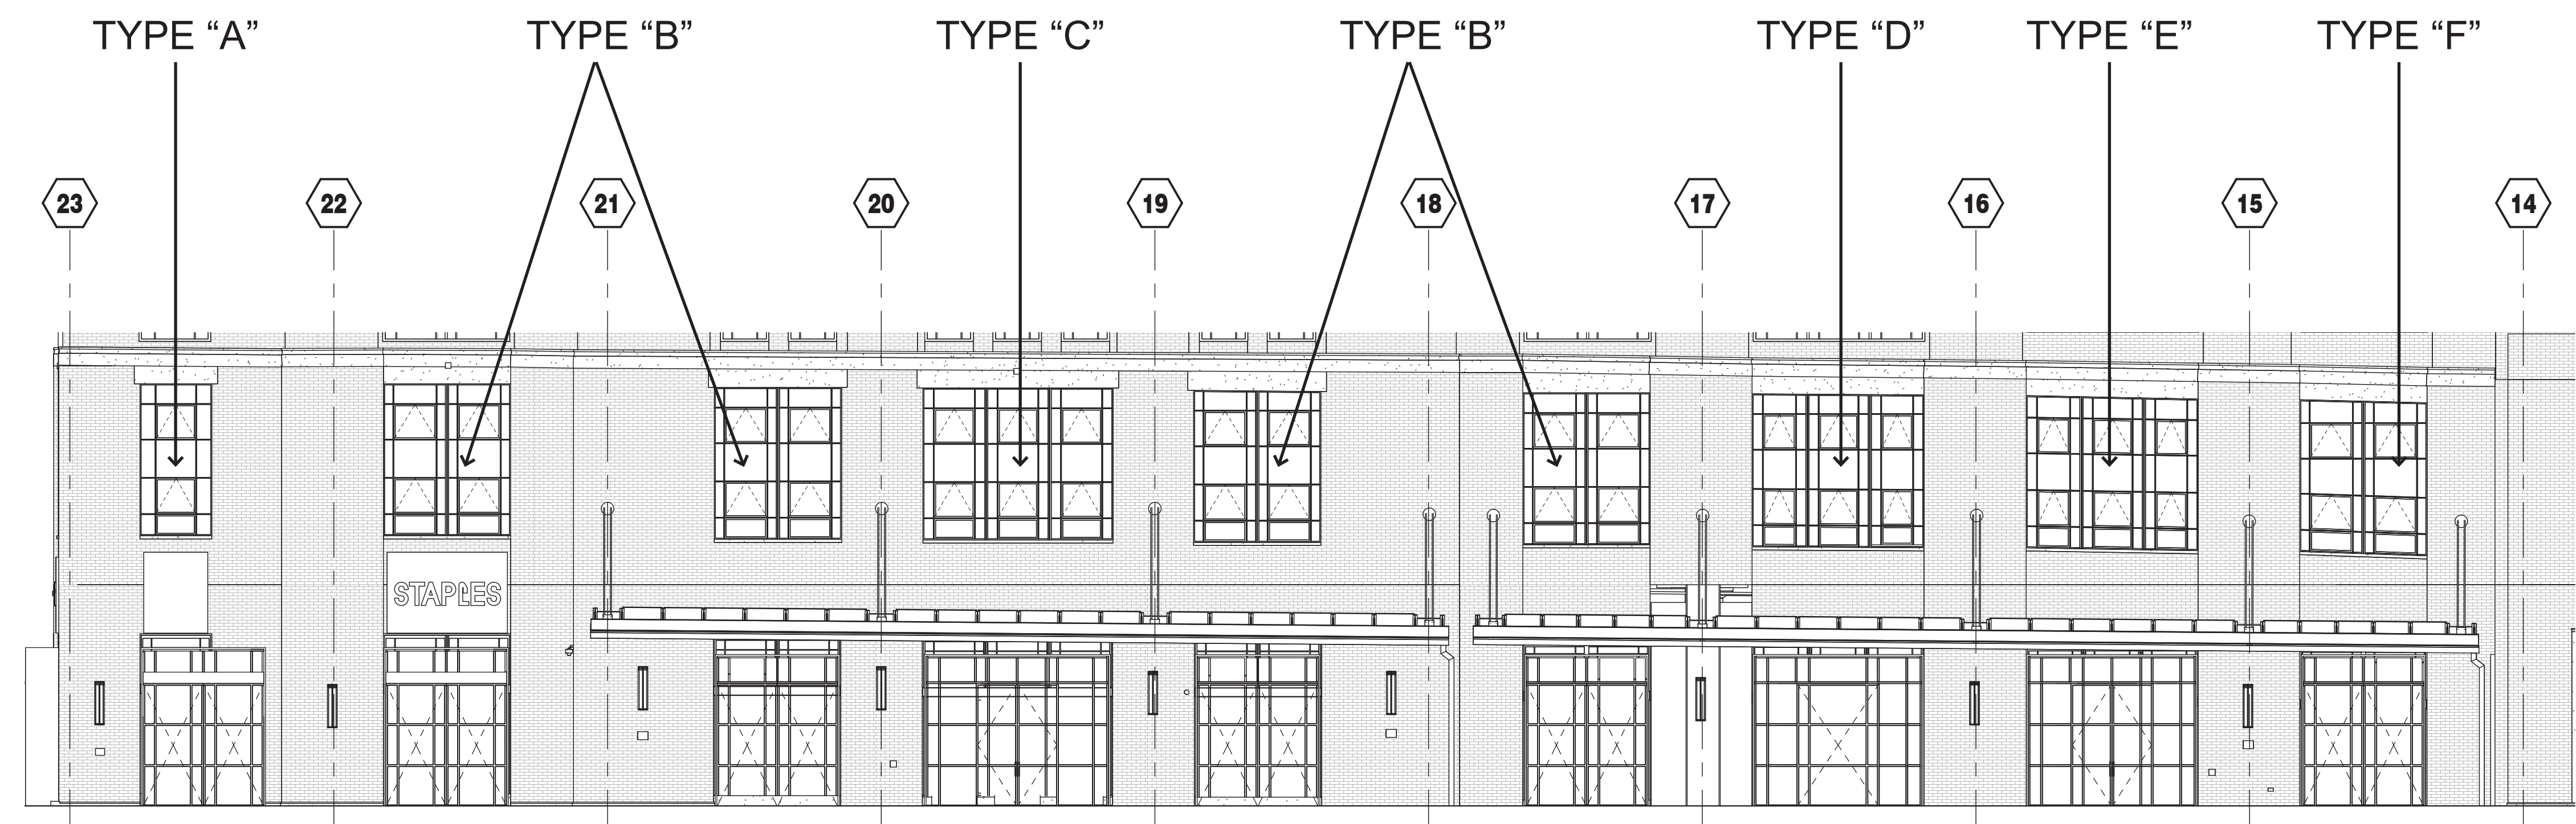 TYPE “A” TYPE “B” TYPE “C” TYPE “B” TYPE “D” TYPE “E” TYPE “F”
23 22 21 20 19 18 17 16 15 14
STAPLES